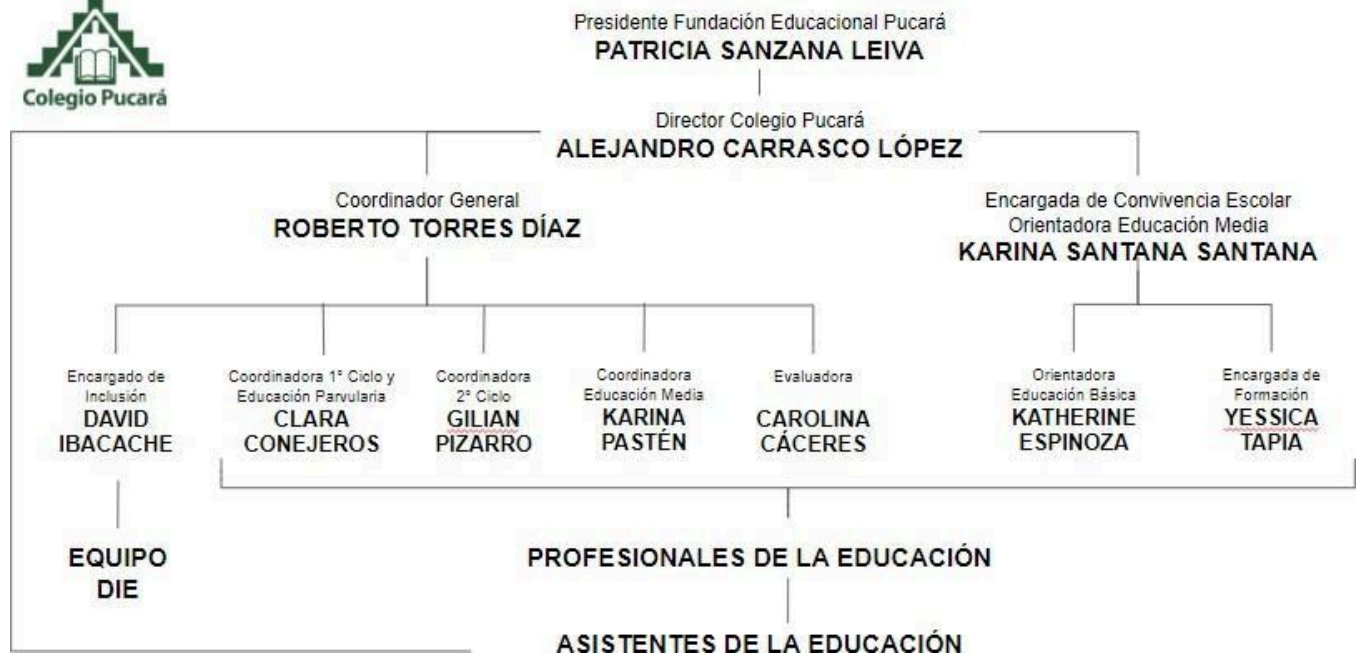 Colegio Pucará
Presidente Fundación Educacional Pucará
PATRICIA SANZANA LEIVA
Director Colegio Pucará
ALEJANDRO CARRASCO LÓPEZ
Coordinador General
ROBERTO TORRES DÍAZ
Encargada de Convivencia Escolar
Orientadora Educación Media
KARINA SANTANA SANTANA
Encargado de
Inclusión
DAVID
IBACACHE
Coordinadora 1° Ciclo y
Educación Parvularia
CLARA
CONEJEROS
Coordinadora
2° Ciclo
GILIAN
PIZARRO
Coordinadora
Educación Media
KARINA
PASTÉN
Evaluadora
CAROLINA
CÁCERES
Orientadora
Educación Básica
KATHERINE
ESPINOZA
Encargada de
Formación
YESSICA
TAPIA
EQUIPO
DIE
PROFESIONALES DE LA EDUCACIÓN
ASISTENTES DE LA EDUCACIÓN